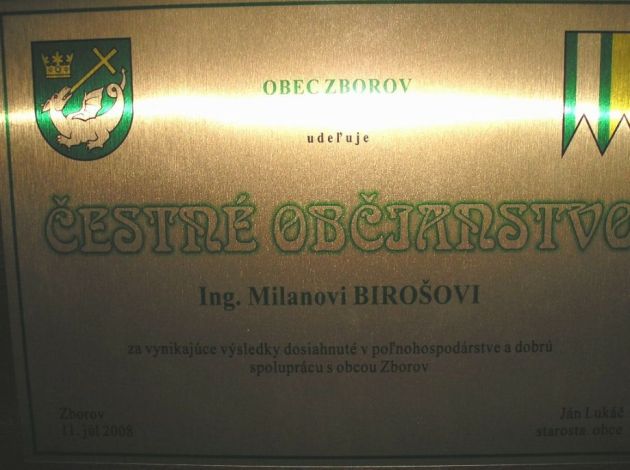 OBEC ZBOROV
udeľuje
ČESTNÉ OBČIANSTVO
Ing. Milanovi BIROŠOVI
za vynikajúce výsledky dosiahnuté v poľnohospodárstve a dobrú
spoluprácu s obcou Zborov
Zborov
11. júl 2008
Ján Lukáč
starosta obce